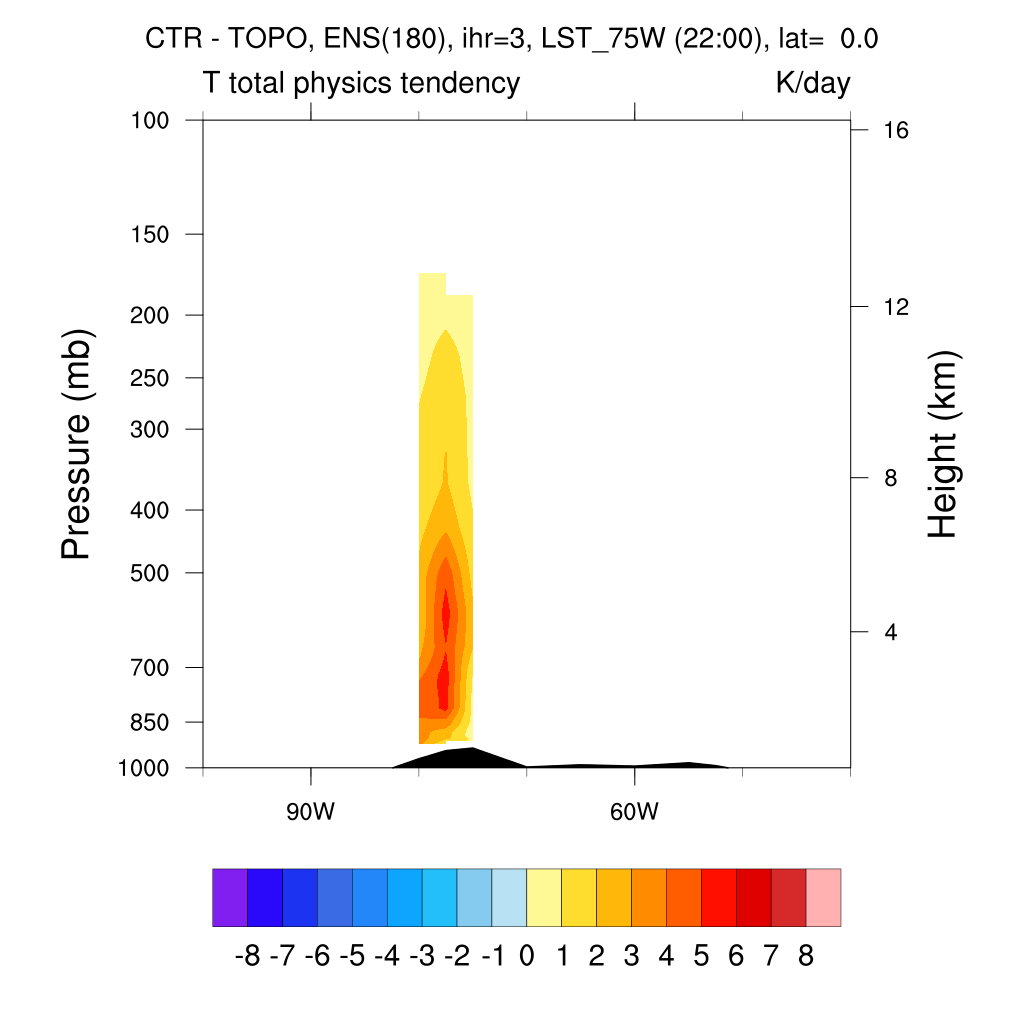 CTR - TOPO, ENS(180), ihr=3, LST_75W (22:00), lat=  0.0
T total physics tendency K/day
100
150
200
250
300
400
500
700
850
1000
Pressure (mb)
16
12
8
4
Height (km)
90W 60W
-8 -7 -6 -5 -4 -3 -2 -1 0 1 2 3 4 5 6 7 8